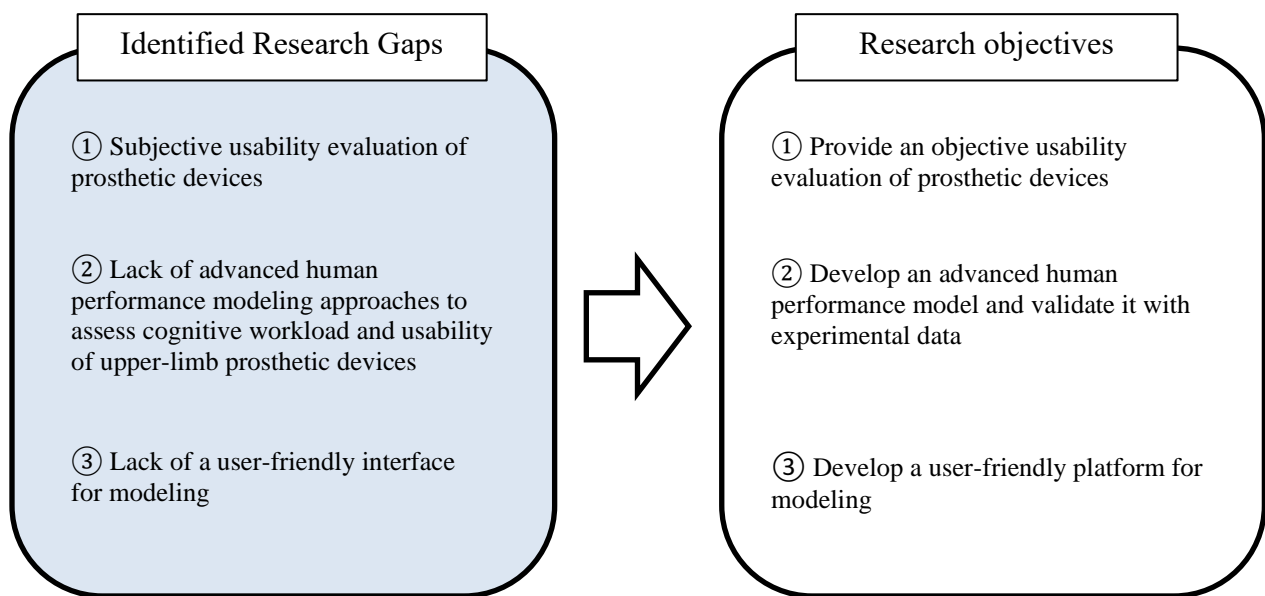 Identified Research Gaps
① Subjective usability evaluation of
prosthetic devices
② Lack of advanced human
performance modeling approaches to
assess cognitive workload and usability
of upper-limb prosthetic devices
③ Lack of a user-friendly interface
for modeling
Research objectives
① Provide an objective usability
evaluation of prosthetic devices
② Develop an advanced human
performance model and validate it with
experimental data
③ Develop a user-friendly platform for
modeling